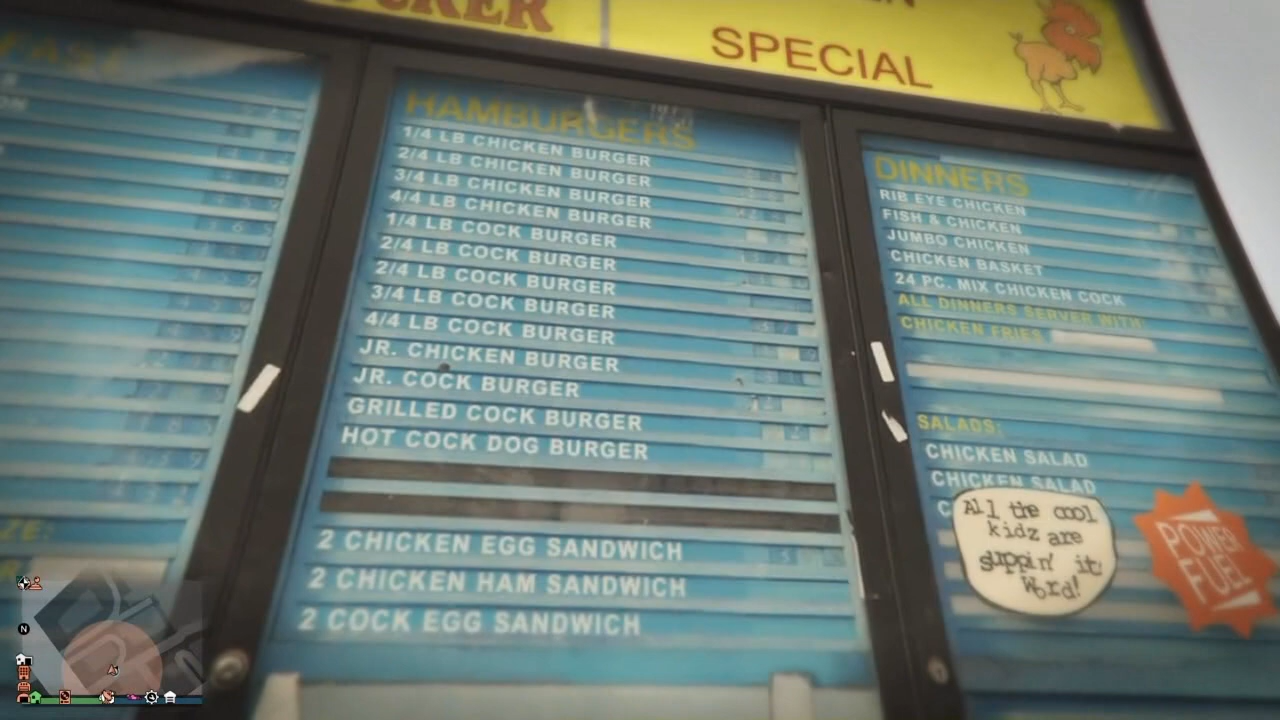 SPECIAL
HAMBURGERS
1/4 LB CHICKEN BURGER
2/4 LB CHICKEN BURGER
3/4 LB CHICKEN BURGER
4/4 LB CHICKEN BURGER
1/4 LB COCK BURGER
2/4 LB COCK BURGER
2/4 LB COCK BURGER
3/4 LB COCK BURGER
4/4 LB COCK BURGER
JR. CHICKEN BURGER
JR. COCK BURGER
GRILLED COCK BURGER
HOT COCK DOG BURGER
2 CHICKEN EGG SANDWICH
2 CHICKEN HAM SANDWICH
2 COCK EGG SANDWICH
DINNERS
RIB EYE CHICKEN
FISH & CHICKEN
JUMBO CHICKEN
CHICKEN BASKET
24 PC. MIX CHICKEN COCK
ALL DINNERS SERVER WITH:
CHICKEN FRIES
SALADS:
CHICKEN SALAD
CHICKEN SALAD
All the cool
kidz are
suppin' it
Word!
POWER
FUEL
N